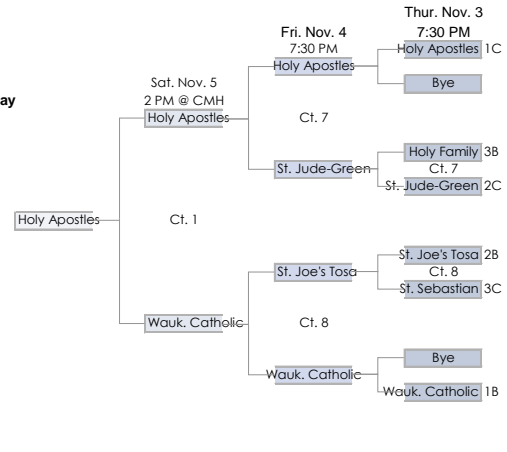 Thur. Nov. 3
Fri. Nov. 4 7:30 PM
7:30 PM Holy Apostles 1C
Holy Apostles
Sat. Nov. 5 Bye
2 PM @ CMH
ay
Holy Apostles Ct. 7
Holy Family 3B
St. Jude-Green Ct. 7
St. Jude-Green 2C
Holy Apostles Ct. 1
St. Joe's Tosa 2B
St. Joe's Tosa Ct. 8
St. Sebastian 3C
Wauk. Catholic Ct. 8
Bye
Wauk. Catholic
Wauk. Catholic 1B